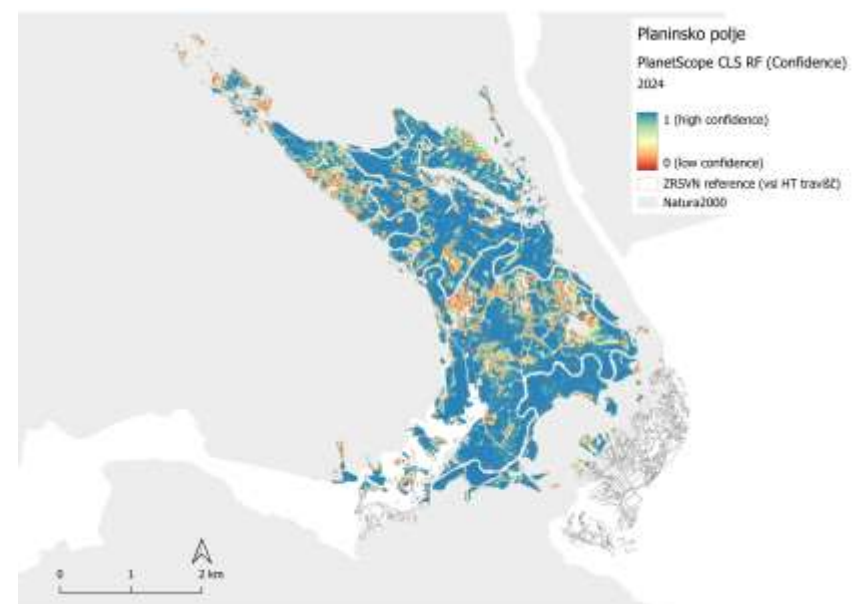 Planinsko polje
PlanetScope CLS RF (Confidence)
2024
1 (high confidence)
0 (low confidence)
ZRSVN reference (vsi HT travišč)
Natura2000
0 1 2 km